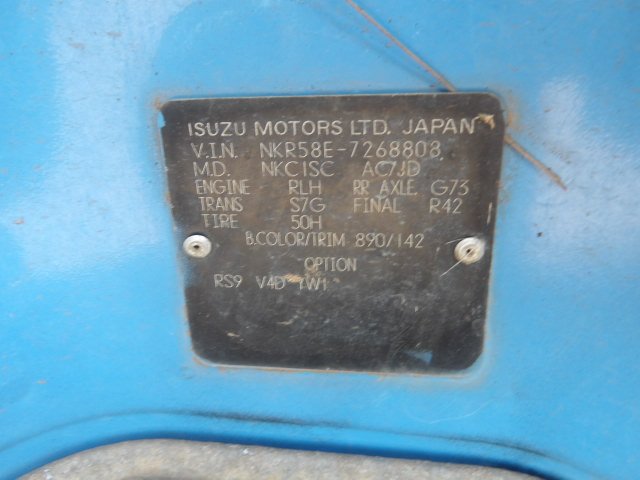 ISUZU MOTORS LTD. JAPAN
V.I.N. NKR58E-7268808
M.D. NKC1SC AC7JD
ENGINE RLH RR AXLE G73
TRANS S7G FINAL R42
TIRE 50H
B.COLOR/TRIM 890/142
OPTION
RS9 V4D